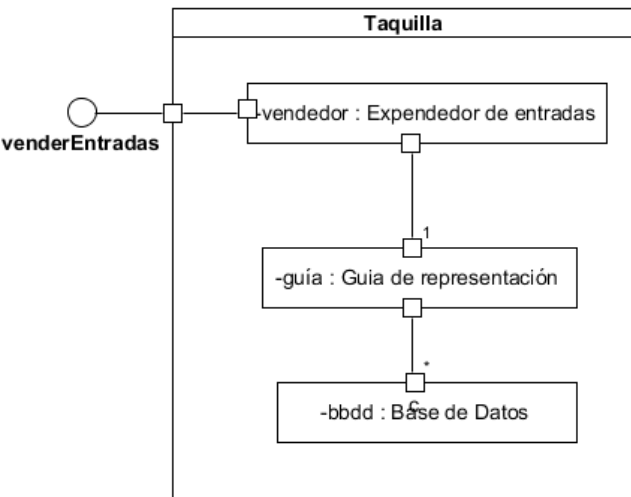 Taquilla
-vendedor : Expendedor de entradas
venderEntradas
1
-guía : Guia de representación
*
c
-bbdd : Base de Datos